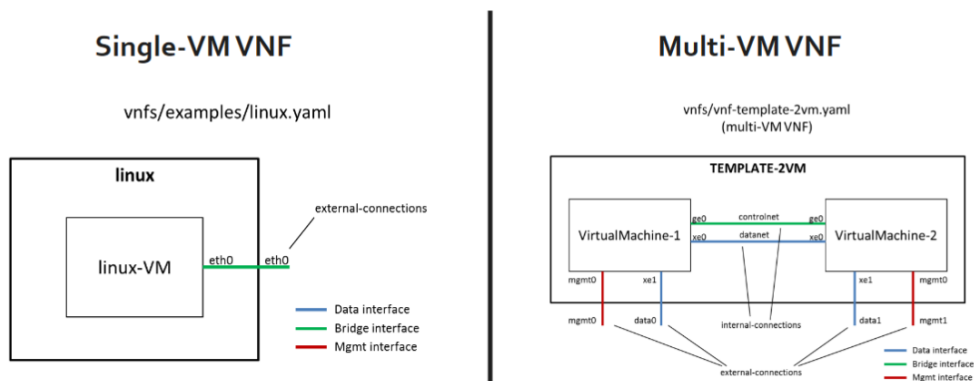 Single-VM VNF
vnfs/examples/linux.yaml
linux
external-connections
linux-VM
eth0 eth0
Data interface
Bridge interface
Mgmt interface
Multi-VM VNF
vnfs/vnf-template-2vm.yaml
(multi-VM VNF)
TEMPLATE-2VM
ge0 controlnet ge0
VirtualMachine-1 xe0 datanet xe0 VirtualMachine-2
mgmt0 xe1 xe1 mgmt0
mgmt0 data0 internal-connections data1 mgmt1
Data interface
external-connections Bridge interface
Mgmt interface